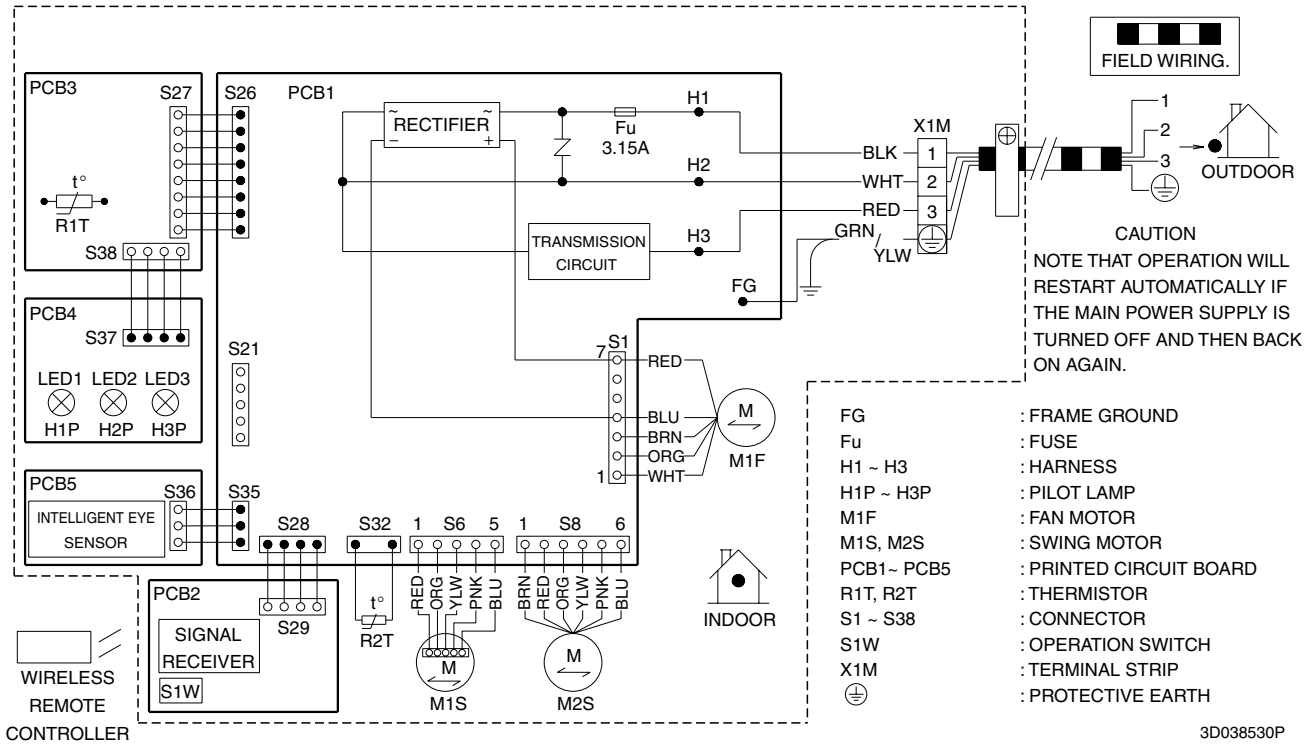 PCB3
S27
S26
PCB1
RECTIFIER
~
~
−
+
Fu
3.15A
H1
H2
H3
TRANSMISSION
CIRCUIT
FG
BLK
WHT
RED
GRN/
YLW
X1M
1
2
3
FIELD WIRING.
1
2
3
OUTDOOR
CAUTION
NOTE THAT OPERATION WILL
RESTART AUTOMATICALLY IF
THE MAIN POWER SUPPLY IS
TURNED OFF AND THEN BACK
ON AGAIN.
t°
R1T
S38
PCB4
S37
LED1 LED2 LED3
H1P H2P H3P
S21
7
S1
RED
BLU
BRN
ORG
1
WHT
M
M1F
PCB5
S36
S35
INTELLIGENT EYE
SENSOR
S28
S32
1 S6 5
1 S8 6
RED
ORG
YLW
PNK
BLU
BRN
RED
ORG
YLW
PNK
BLU
t°
R2T
M
M1S
M
M2S
PCB2
S29
SIGNAL
RECEIVER
S1W
WIRELESS
REMOTE
CONTROLLER
INDOOR
FG : FRAME GROUND
Fu : FUSE
H1 ~ H3 : HARNESS
H1P ~ H3P : PILOT LAMP
M1F : FAN MOTOR
M1S, M2S : SWING MOTOR
PCB1~ PCB5 : PRINTED CIRCUIT BOARD
R1T, R2T : THERMISTOR
S1 ~ S38 : CONNECTOR
S1W : OPERATION SWITCH
X1M : TERMINAL STRIP
: PROTECTIVE EARTH
3D038530P